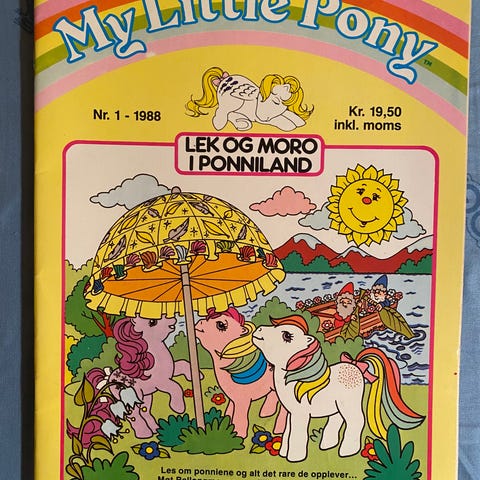 My Little Pony
TM
Nr. 1 - 1988
Kr. 19,50
inkl. moms
LEK OG MORO
I PONNILAND
Les om ponniene og alt det rare de opplever...